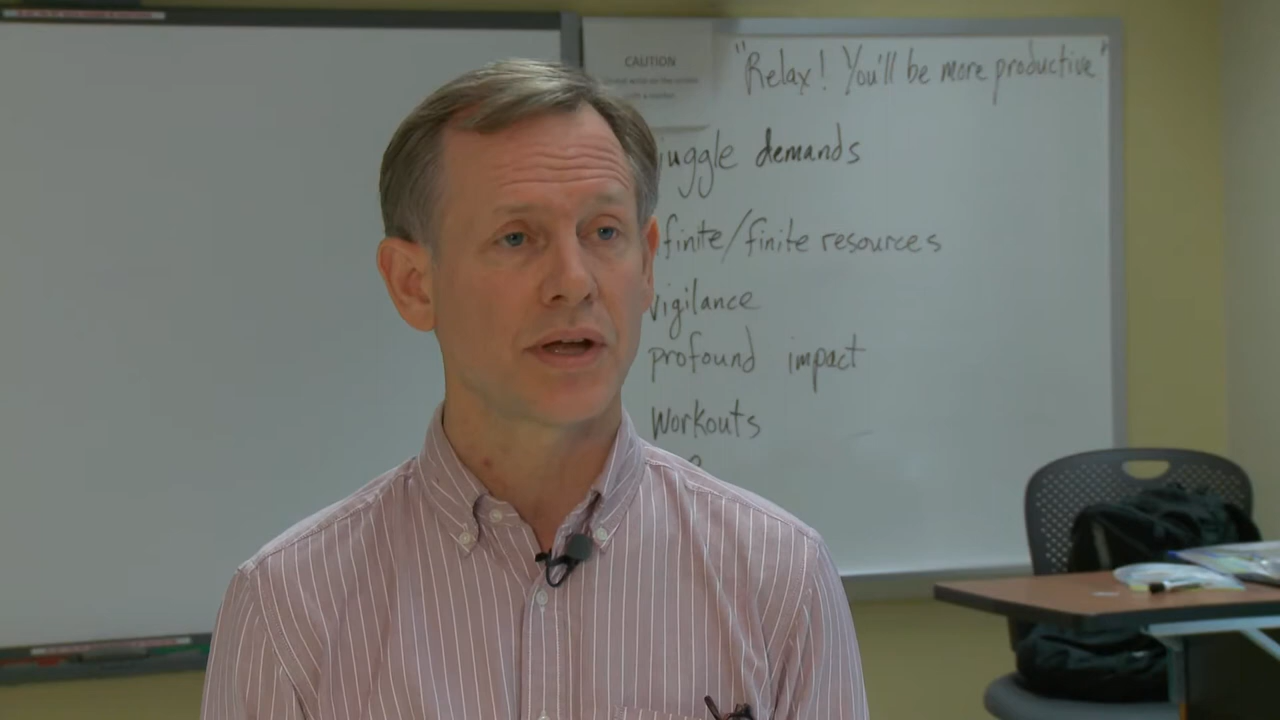 CAUTION
"Relax! You'll be more productive"
juggle demands
finite/finite resources
vigilance
profound impact
workouts